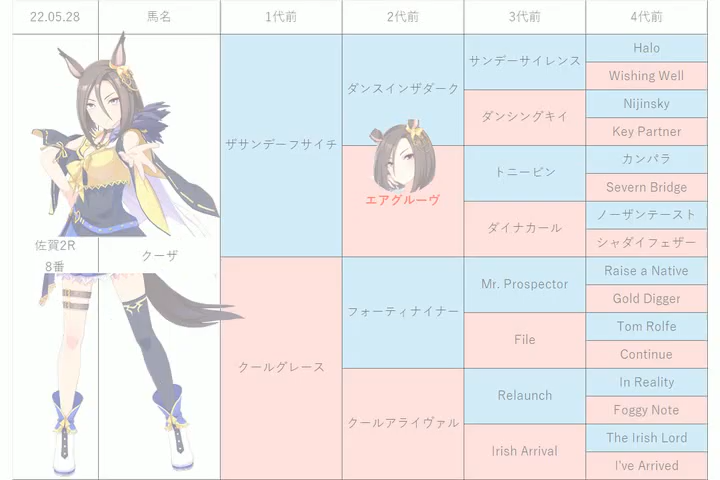 22.05.28 馬名 1代前 2代前 3代前 4代前
佐賀2R
8番
クーザ
ザサンデーフサイチ
クールグレース
ダンスインザダーク
エアグルーヴ
フォーティナイナー
クールアライヴァル
サンデーサイレンス
ダンシングキイ
トニービン
ダイナカール
Mr. Prospector
File
Relaunch
Irish Arrival
Halo
Wishing Well
Nijinsky
Key Partner
カンパラ
Severn Bridge
ノーザンテースト
シャダイフェザー
Raise a Native
Gold Digger
Tom Rolfe
Continue
In Reality
Foggy Note
The Irish Lord
I've Arrived